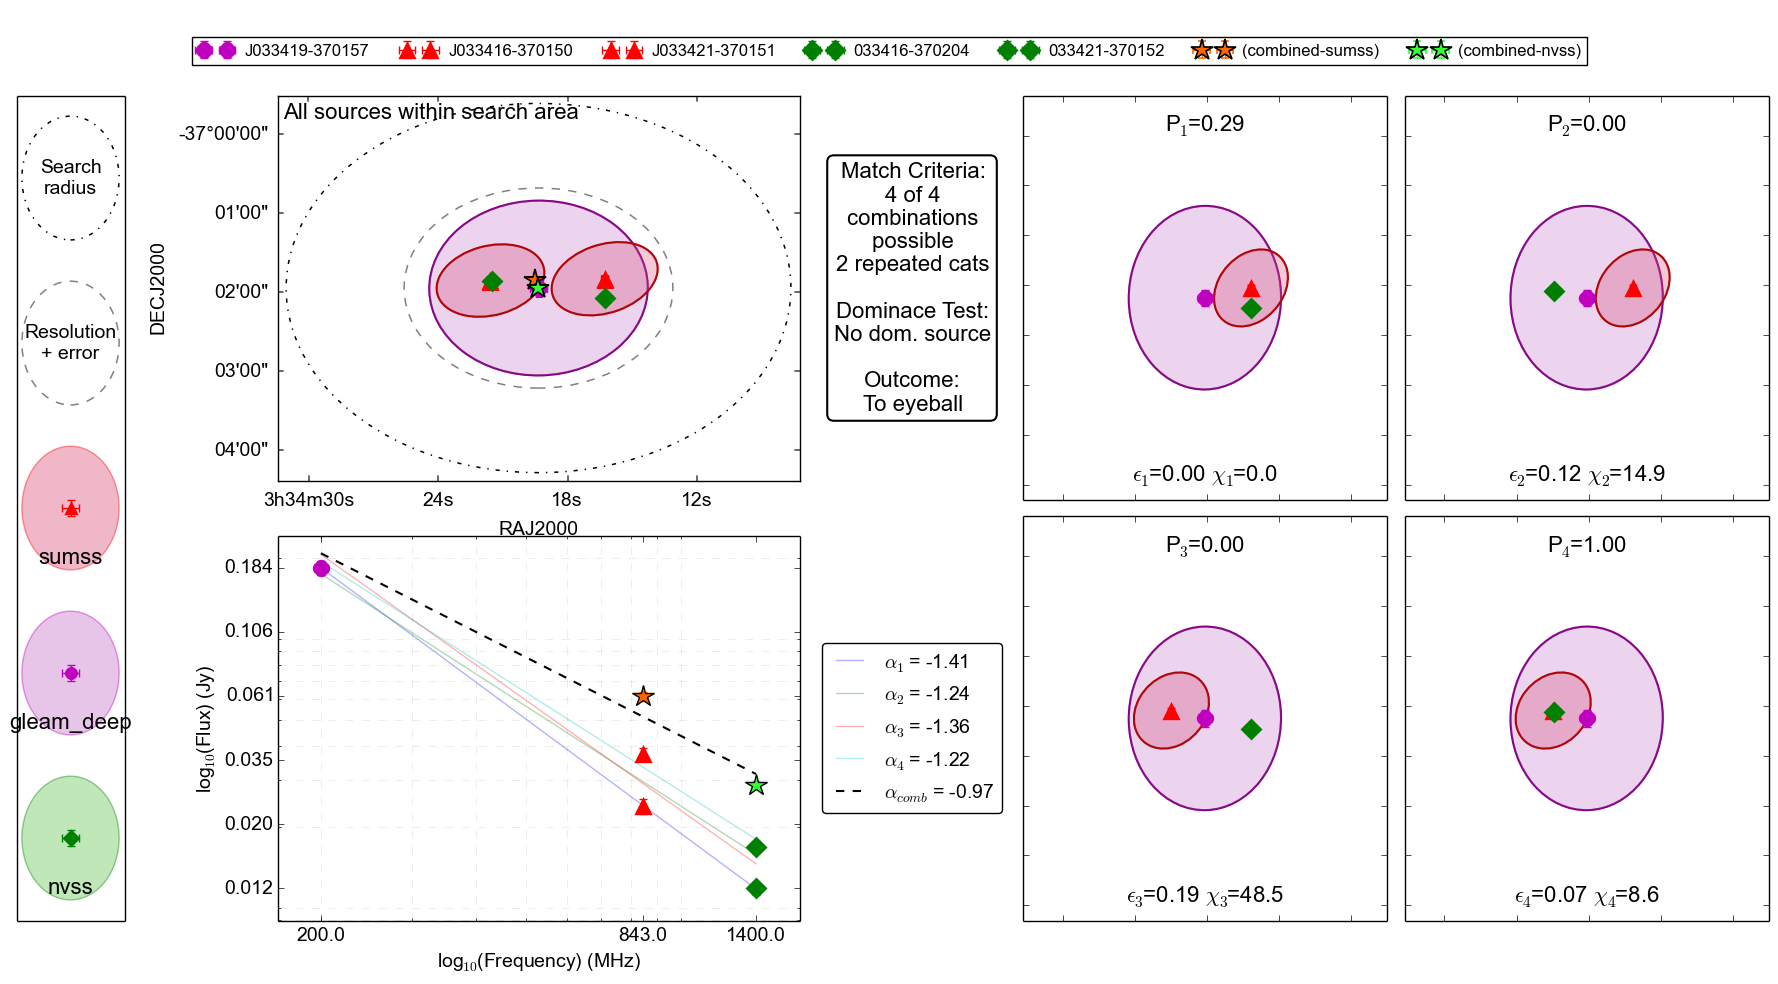 J033419-370157 J033416-370150 J033421-370151 033416-370204 033421-370152 (combined-sumss) (combined-nvss)
Search
radius
Resolution
+ error
sumss
gleam_deep
nvss
All sources within search area
DECJ2000
-37°00'00"
01'00"
02'00"
03'00"
04'00"
3h34m30s 24s 18s 12s
RAJ2000
Match Criteria:
4 of 4
combinations
possible
2 repeated cats
Dominace Test:
No dom. source
Outcome:
To eyeball
P1=0.29
ϵ1=0.00 χ1=0.0
P2=0.00
ϵ2=0.12 χ2=14.9
log10(Flux) (Jy)
0.184
0.106
0.061
0.035
0.020
0.012
200.0 843.0 1400.0
log10(Frequency) (MHz)
α1 = -1.41
α2 = -1.24
α3 = -1.36
α4 = -1.22
αcomb = -0.97
P3=0.00
ϵ3=0.19 χ3=48.5
P4=1.00
ϵ4=0.07 χ4=8.6